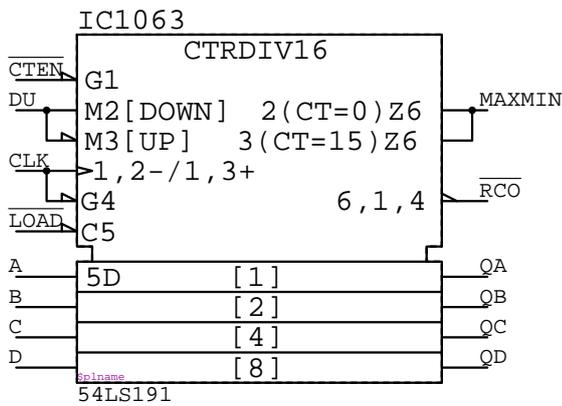 IC1063
CTRDIV16
CTEN G1
DU M2[DOWN] 2(CT=0)Z6 MAXMIN
M3[UP] 3(CT=15)Z6
CLK 1,2-/1,3+
G4 6,1,4 RCO
LOAD C5
A 5D [1] QA
B [2] QB
C [4] QC
D [8] QD
$plname
54LS191